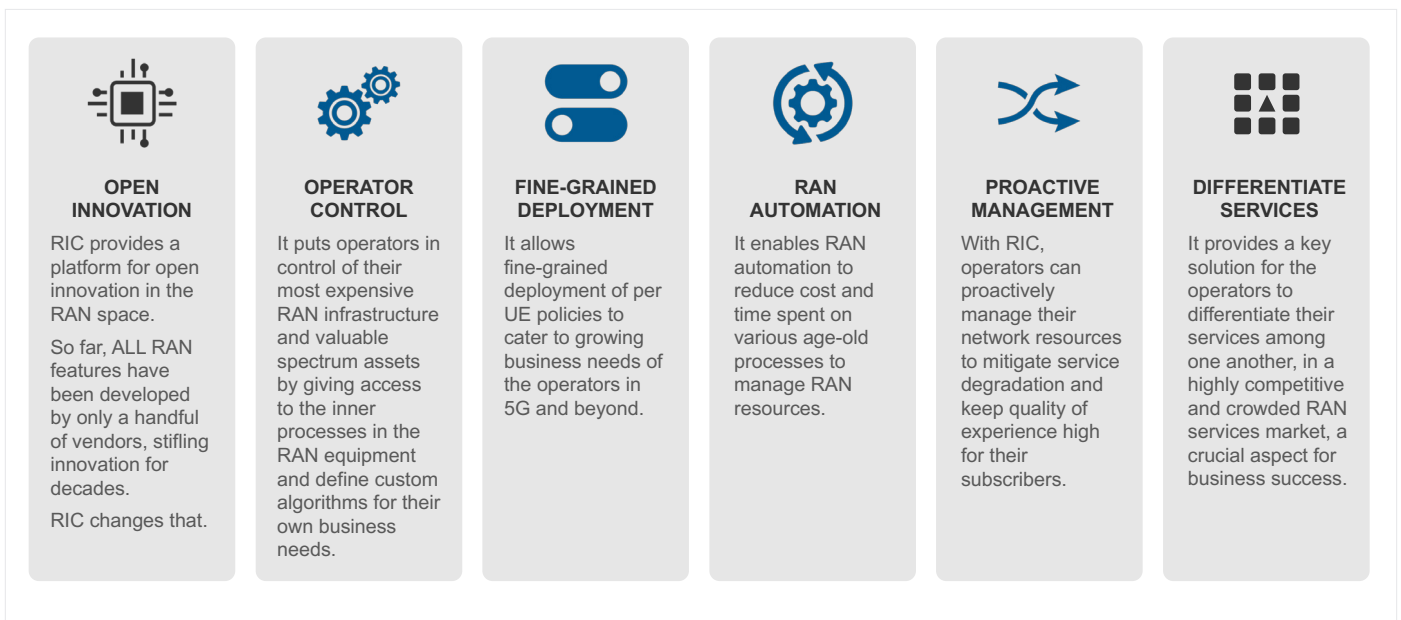 OPEN
INNOVATION
RIC provides a
platform for open
innovation in the
RAN space.
So far, ALL RAN
features have
been developed
by only a handful
of vendors, stifling
innovation for
decades.
RIC changes that.
OPERATOR
CONTROL
It puts operators in
control of their
most expensive
RAN infrastructure
and valuable
spectrum assets
by giving access
to the inner
processes in the
RAN equipment
and define custom
algorithms for their
own business
needs.
FINE-GRAINED
DEPLOYMENT
It allows
fine-grained
deployment of per
UE policies to
cater to growing
business needs of
the operators in
5G and beyond.
RAN
AUTOMATION
It enables RAN
automation to
reduce cost and
time spent on
various age-old
processes to
manage RAN
resources.
PROACTIVE
MANAGEMENT
With RIC,
operators can
proactively
manage their
network resources
to mitigate service
degradation and
keep quality of
experience high
for their
subscribers.
DIFFERENTIATE
SERVICES
It provides a key
solution for the
operators to
differentiate their
services among
one another, in a
highly competitive
and crowded RAN
services market, a
crucial aspect for
business success.